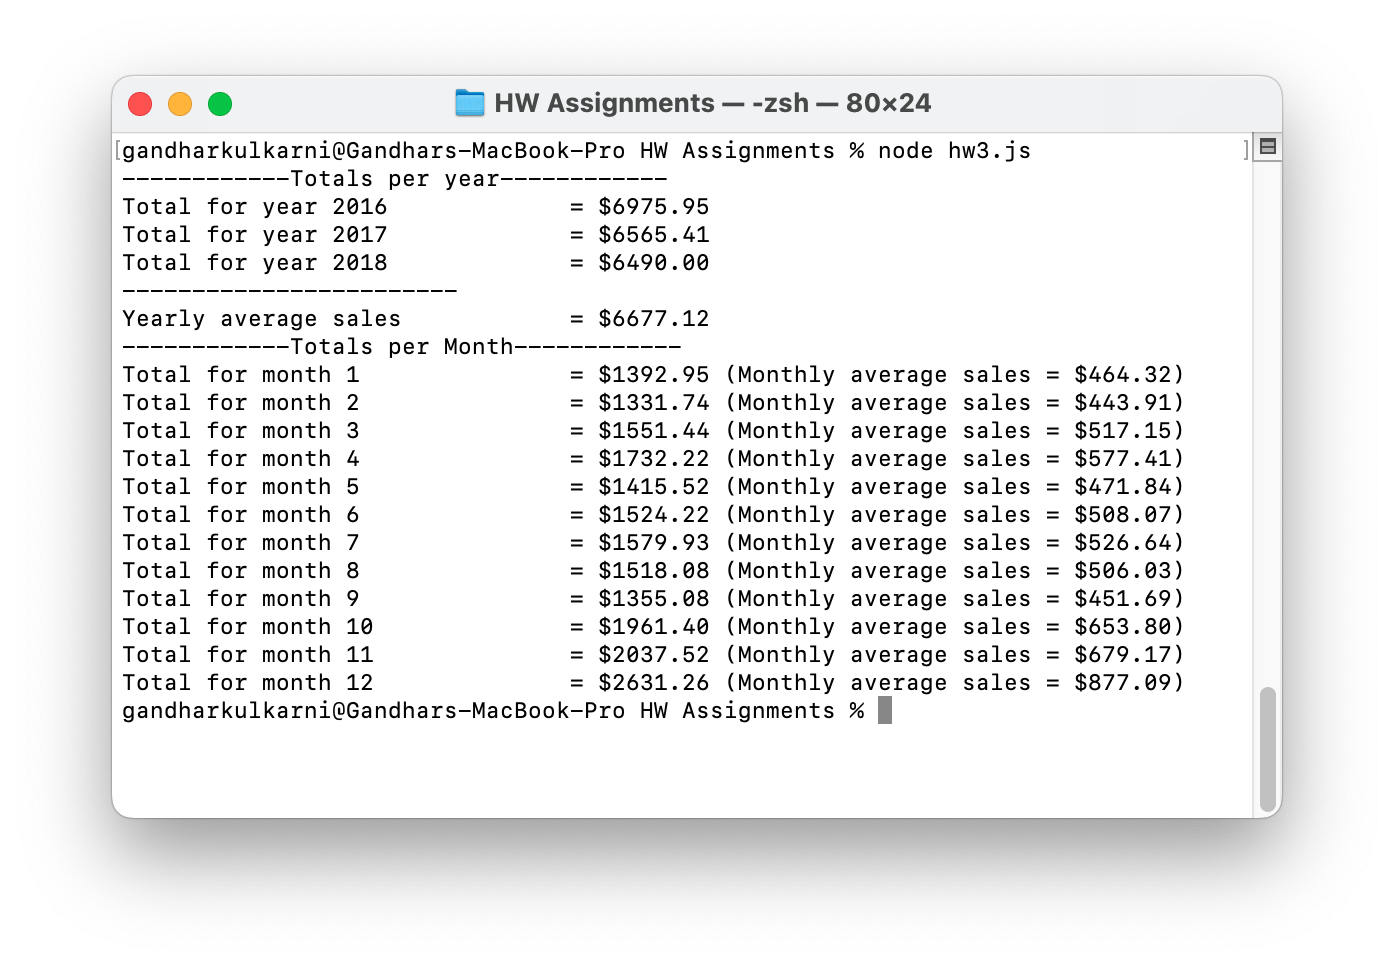 HW Assignments — -zsh — 80×24
[gandharkulkarni@Gandhars-MacBook-Pro HW Assignments % node hw3.js ]
------------Totals per year------------
Total for year 2016             = $6975.95
Total for year 2017             = $6565.41
Total for year 2018             = $6490.00
------------------------
Yearly average sales            = $6677.12
------------Totals per Month------------
Total for month 1               = $1392.95 (Monthly average sales = $464.32)
Total for month 2               = $1331.74 (Monthly average sales = $443.91)
Total for month 3               = $1551.44 (Monthly average sales = $517.15)
Total for month 4               = $1732.22 (Monthly average sales = $577.41)
Total for month 5               = $1415.52 (Monthly average sales = $471.84)
Total for month 6               = $1524.22 (Monthly average sales = $508.07)
Total for month 7               = $1579.93 (Monthly average sales = $526.64)
Total for month 8               = $1518.08 (Monthly average sales = $506.03)
Total for month 9               = $1355.08 (Monthly average sales = $451.69)
Total for month 10              = $1961.40 (Monthly average sales = $653.80)
Total for month 11              = $2037.52 (Monthly average sales = $679.17)
Total for month 12              = $2631.26 (Monthly average sales = $877.09)
gandharkulkarni@Gandhars-MacBook-Pro HW Assignments %